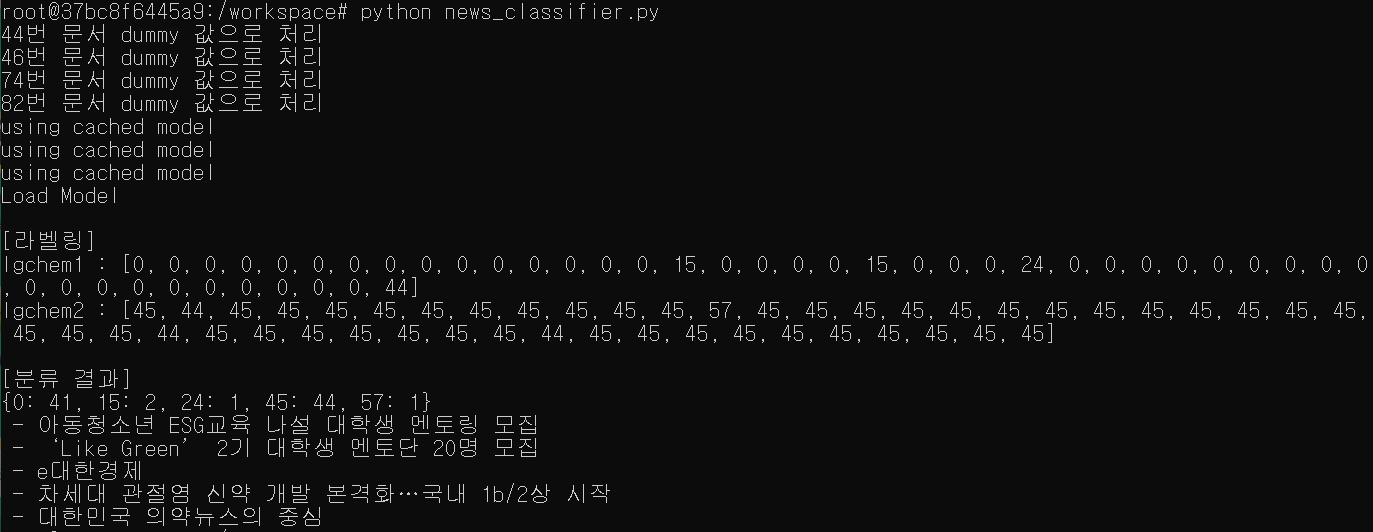 root@37bc8f6445a9:/workspace# python news_classifier.py
44번 문서 dummy 값으로 처리
46번 문서 dummy 값으로 처리
74번 문서 dummy 값으로 처리
82번 문서 dummy 값으로 처리
using cached model
using cached model
using cached model
Load Model
[라벨링]
lgchem1 : [0, 0, 0, 0, 0, 0, 0, 0, 0, 0, 0, 0, 0, 0, 0, 15, 0, 0, 0, 0, 15, 0, 0, 0, 24, 0, 0, 0, 0, 0, 0, 0, 0, 0
, 0, 0, 0, 0, 0, 0, 0, 0, 0, 0, 44]
lgchem2 : [45, 44, 45, 45, 45, 45, 45, 45, 45, 45, 45, 45, 57, 45, 45, 45, 45, 45, 45, 45, 45, 45, 45, 45, 45, 45,
45, 45, 45, 44, 45, 45, 45, 45, 45, 45, 45, 44, 45, 45, 45, 45, 45, 45, 45, 45, 45, 45]
[분류 결과]
{0: 41, 15: 2, 24: 1, 45: 44, 57: 1}
- 아동청소년 ESG교육 나설 대학생 멘토링 모집
- ‘Like Green’ 2기 대학생 멘토단 20명 모집
- e대한경제
- 차세대 관절염 신약 개발 본격화…국내 1b/2상 시작
- 대한민국 의약뉴스의 중심